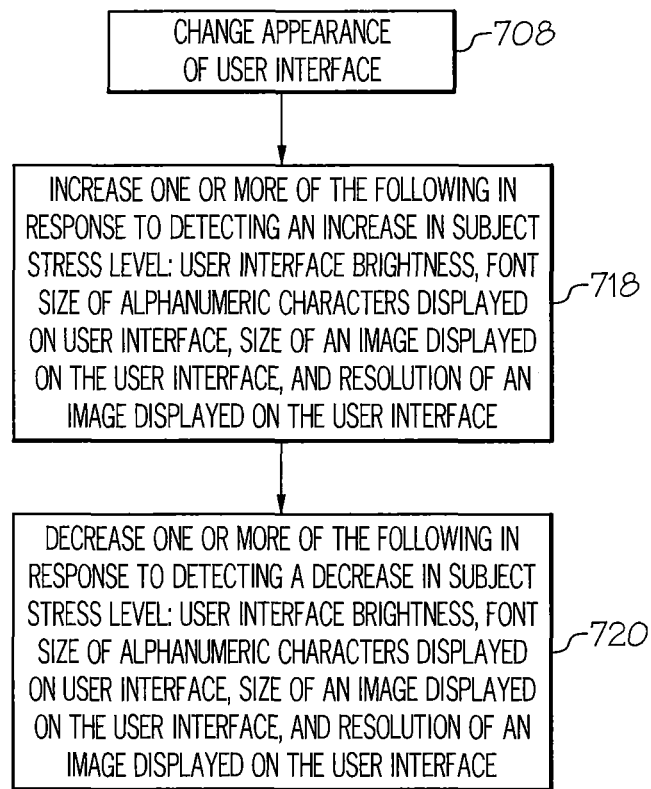 CHANGE APPEARANCE
OF USER INTERFACE
708
INCREASE ONE OR MORE OF THE FOLLOWING IN
RESPONSE TO DETECTING AN INCREASE IN SUBJECT
STRESS LEVEL: USER INTERFACE BRIGHTNESS, FONT
SIZE OF ALPHANUMERIC CHARACTERS DISPLAYED
ON USER INTERFACE, SIZE OF AN IMAGE DISPLAYED
ON THE USER INTERFACE, AND RESOLUTION OF AN
IMAGE DISPLAYED ON THE USER INTERFACE
718
DECREASE ONE OR MORE OF THE FOLLOWING IN
RESPONSE TO DETECTING A DECREASE IN SUBJECT
STRESS LEVEL: USER INTERFACE BRIGHTNESS, FONT
SIZE OF ALPHANUMERIC CHARACTERS DISPLAYED
ON USER INTERFACE, SIZE OF AN IMAGE DISPLAYED
ON THE USER INTERFACE, AND RESOLUTION OF AN
IMAGE DISPLAYED ON THE USER INTERFACE
720